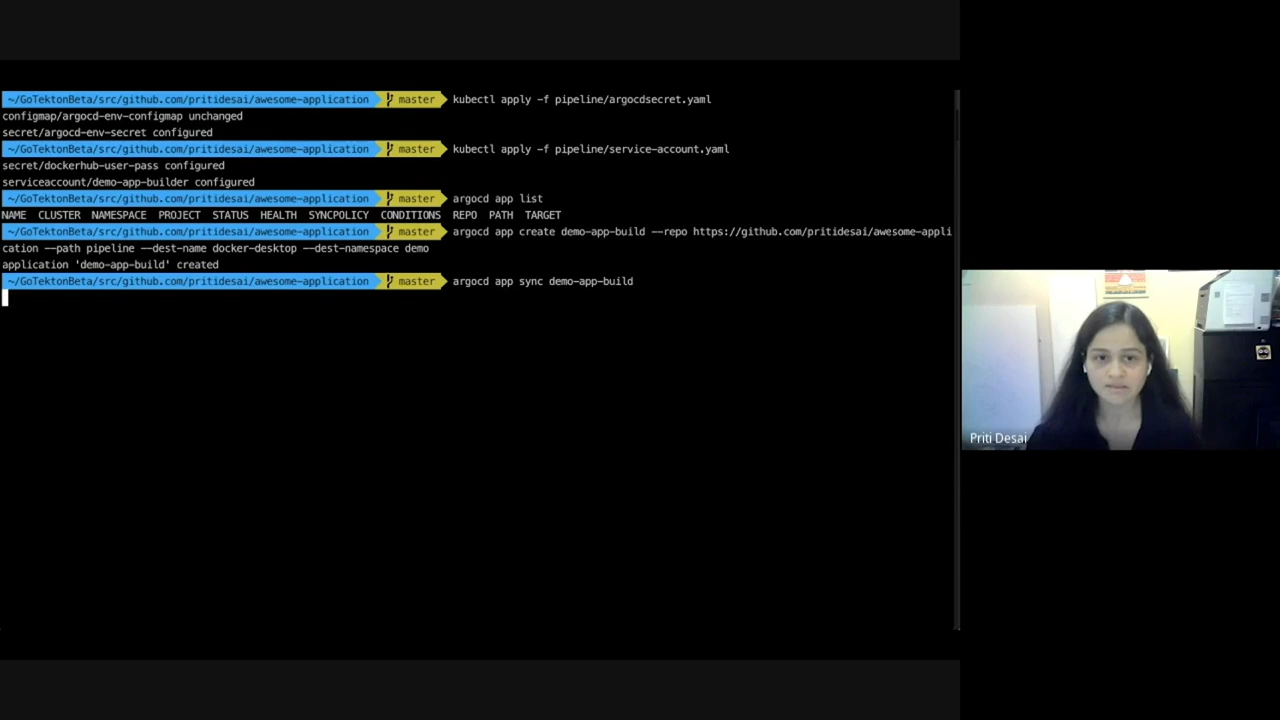 ~/GoTektonBeta/src/github.com/pritidesai/awesome-application master kubectl apply -f pipeline/argocdsecret.yaml
configmap/argocd-env-configmap unchanged
secret/argocd-env-secret configured
~/GoTektonBeta/src/github.com/pritidesai/awesome-application master kubectl apply -f pipeline/service-account.yaml
secret/dockerhub-user-pass configured
serviceaccount/demo-app-builder configured
~/GoTektonBeta/src/github.com/pritidesai/awesome-application master argocd app list
NAME CLUSTER NAMESPACE PROJECT STATUS HEALTH SYNCPOLICY CONDITIONS REPO PATH TARGET
~/GoTektonBeta/src/github.com/pritidesai/awesome-application master argocd app create demo-app-build --repo https://github.com/pritidesai/awesome-appli
cation --path pipeline --dest-name docker-desktop --dest-namespace demo
application 'demo-app-build' created
~/GoTektonBeta/src/github.com/pritidesai/awesome-application master argocd app sync demo-app-build
Priti Desai